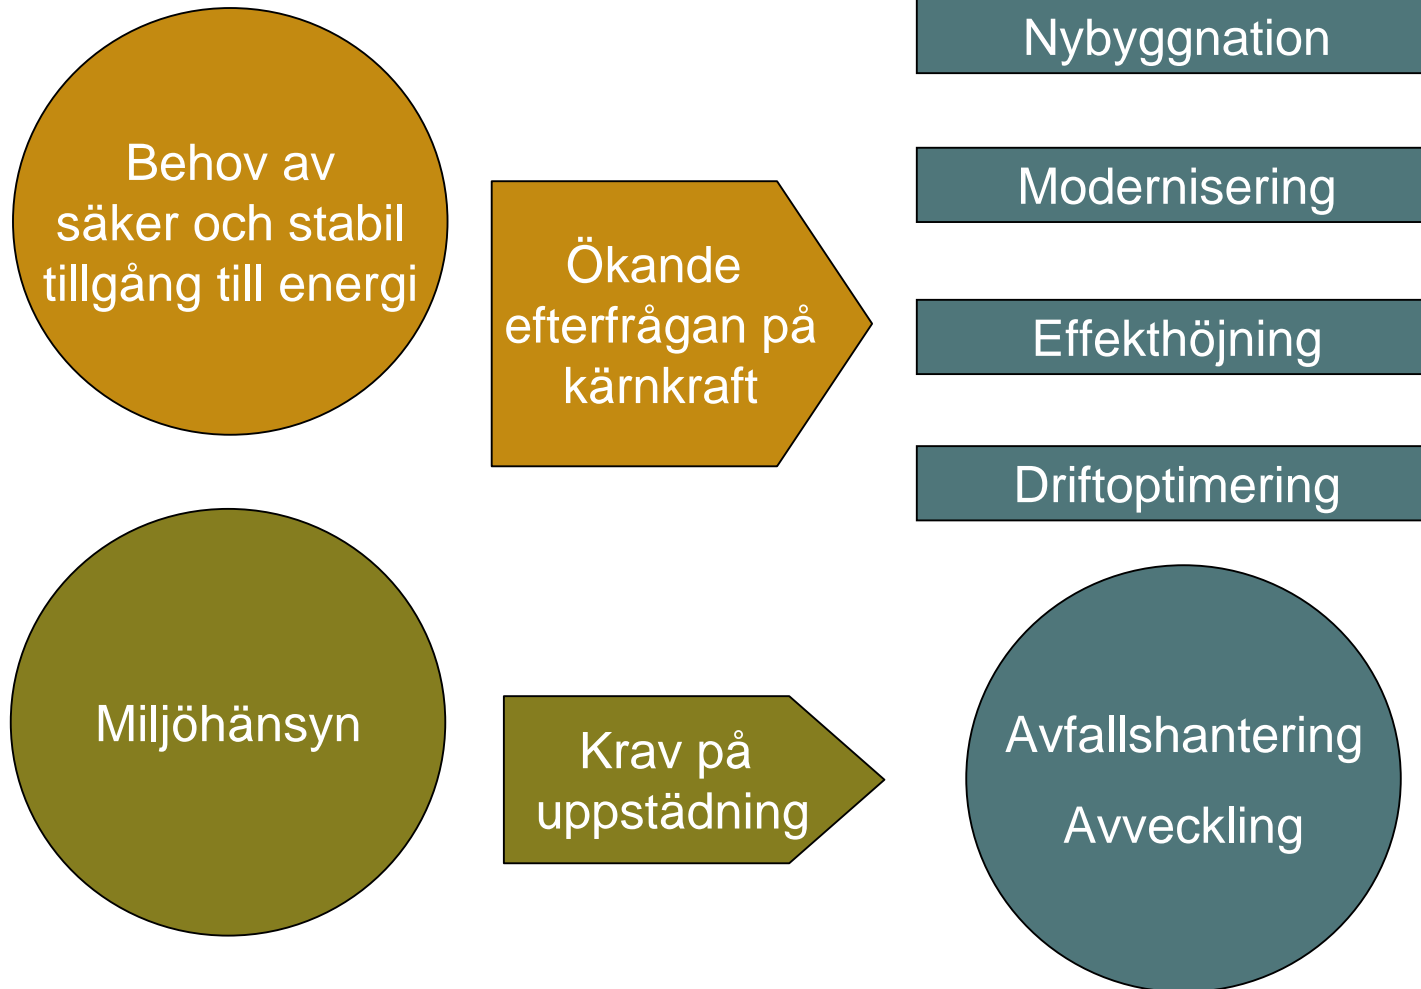 Behov av
säker och stabil
tillgång till energi
Ökande
efterfrågan på
kärnkraft
Nybyggnation
Modernisering
Effekthöjning
Driftoptimering
Miljöhänsyn
Krav på
uppstädning
Avfallshantering
Avveckling